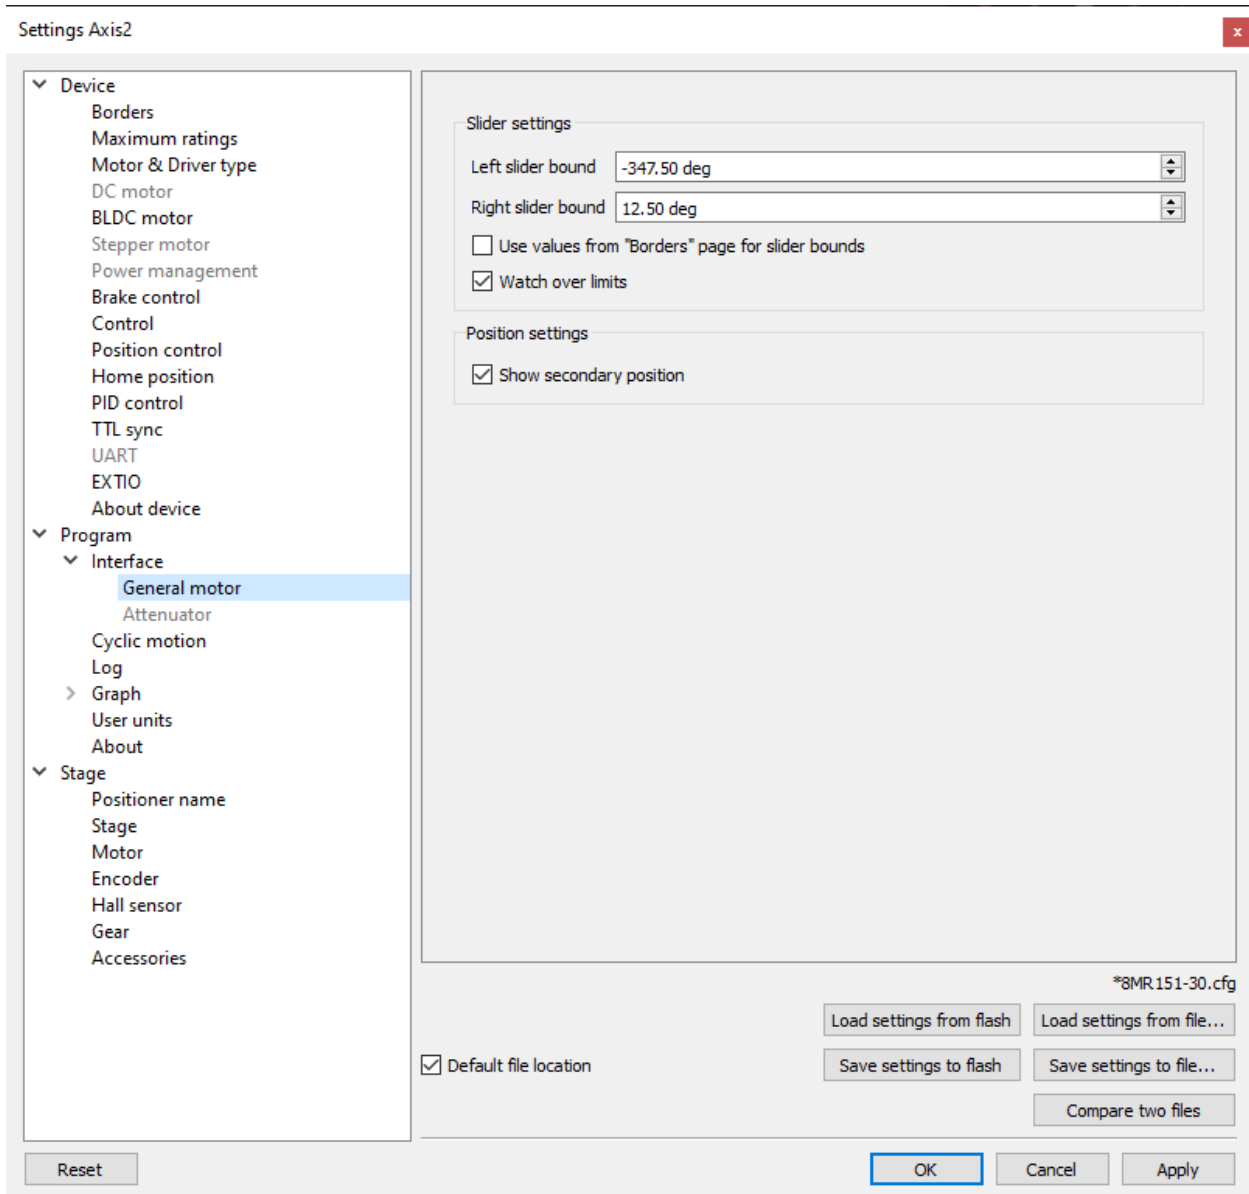 Settings Axis2
x
Device
Borders
Maximum ratings
Motor & Driver type
DC motor
BLDC motor
Stepper motor
Power management
Brake control
Control
Position control
Home position
PID control
TTL sync
UART
EXTIO
About device
Program
Interface
General motor
Attenuator
Cyclic motion
Log
Graph
User units
About
Stage
Positioner name
Stage
Motor
Encoder
Hall sensor
Gear
Accessories
Slider settings
Left slider bound -347.50 deg
Right slider bound 12.50 deg
Use values from "Borders" page for slider bounds
Watch over limits
Position settings
Show secondary position
*8MR151-30.cfg
Load settings from flash Load settings from file...
Default file location Save settings to flash Save settings to file...
Compare two files
Reset OK Cancel Apply